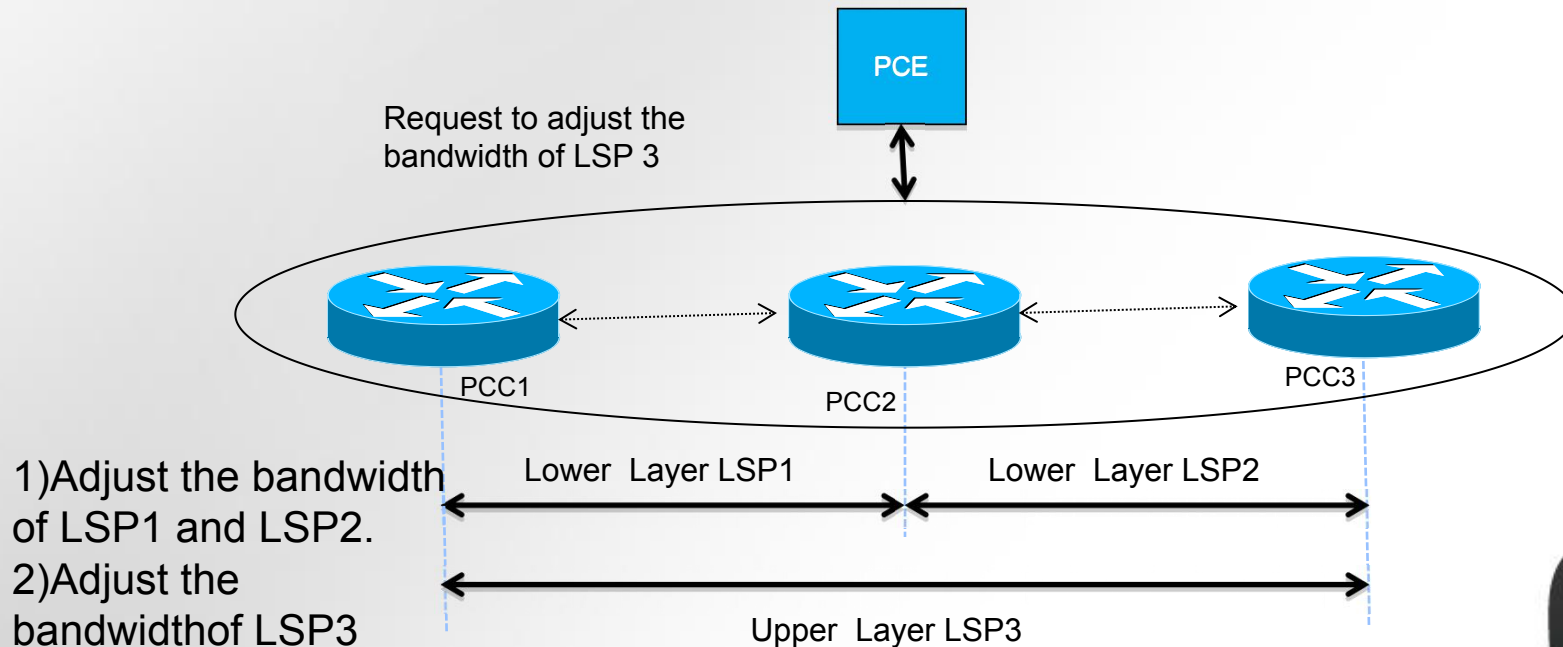 PCE
Request to adjust the
bandwidth of LSP 3
PCC1
PCC2
PCC3
Lower Layer LSP1
Lower Layer LSP2
1)Adjust the bandwidth
of LSP1 and LSP2.
2)Adjust the
bandwidthof LSP3
Upper Layer LSP3